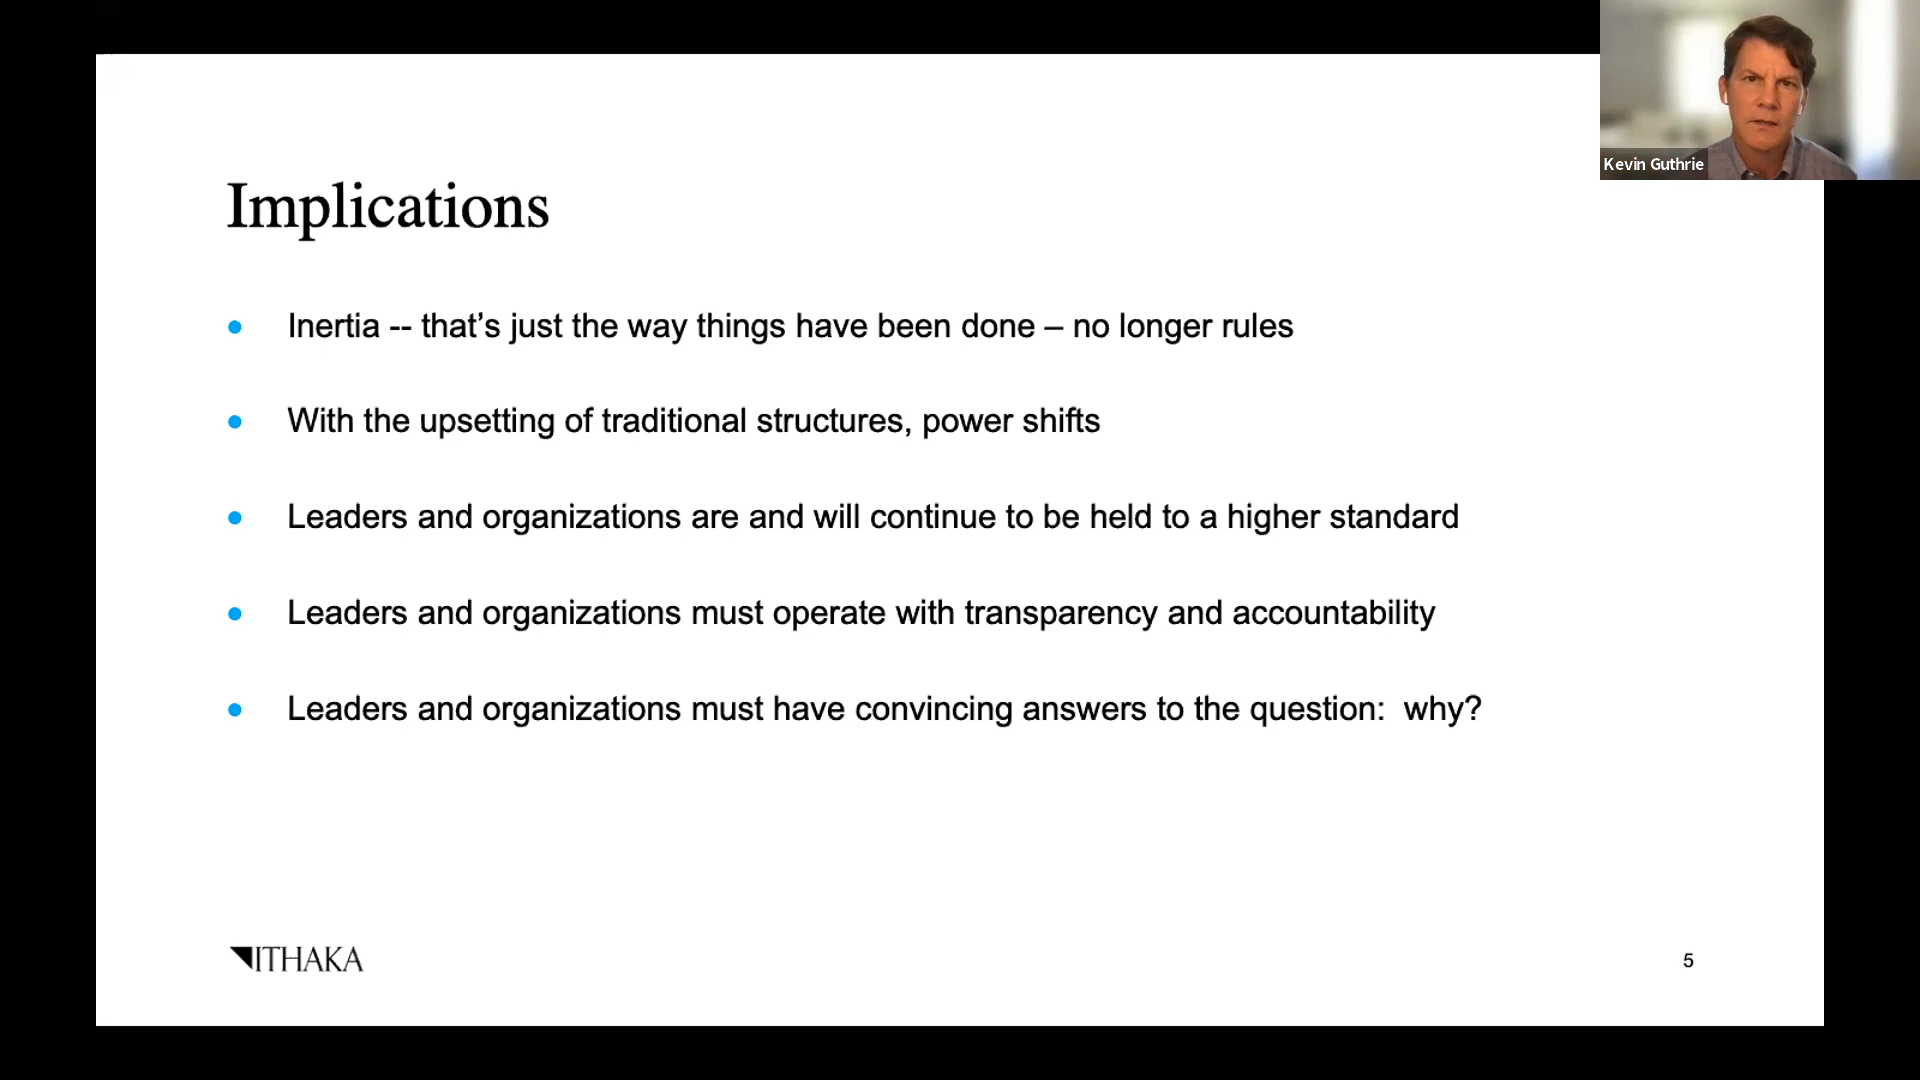 Kevin Guthrie
Implications
Inertia -- that’s just the way things have been done – no longer rules
With the upsetting of traditional structures, power shifts
Leaders and organizations are and will continue to be held to a higher standard
Leaders and organizations must operate with transparency and accountability
Leaders and organizations must have convincing answers to the question:  why?
ITHAKA
5